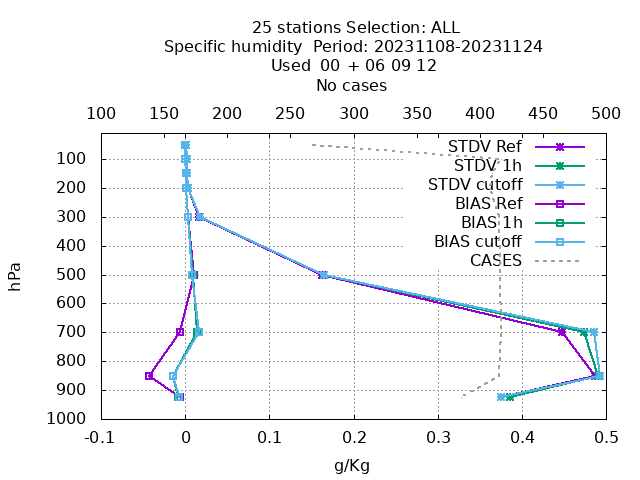 25 stations Selection: ALL
Specific humidity  Period: 20231108-20231124
Used  00 + 06 09 12
No cases
100 150 200 250 300 350 400 450 500
STDV Ref
STDV 1h
STDV cutoff
BIAS Ref
BIAS 1h
BIAS cutoff
CASES
hPa
100
200
300
400
500
600
700
800
900
1000
-0.1 0 0.1 0.2 0.3 0.4 0.5
g/Kg